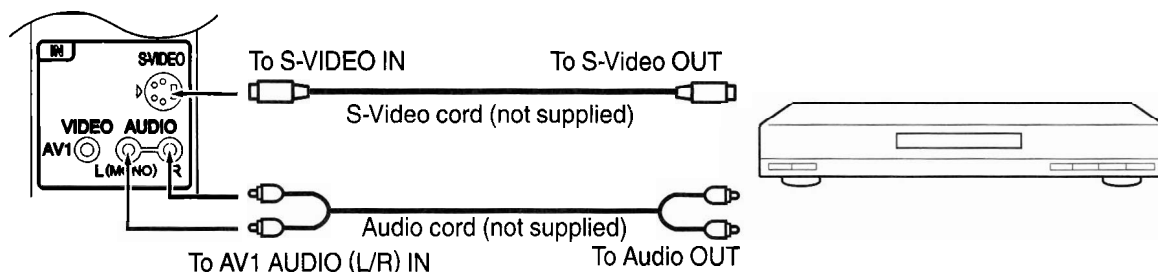 IN
S-VIDEO
To S-VIDEO IN
To S-Video OUT
S-Video cord (not supplied)
VIDEO AUDIO
AV1
L (MONO) R
Audio cord (not supplied)
To AV1 AUDIO (L/R) IN
To Audio OUT